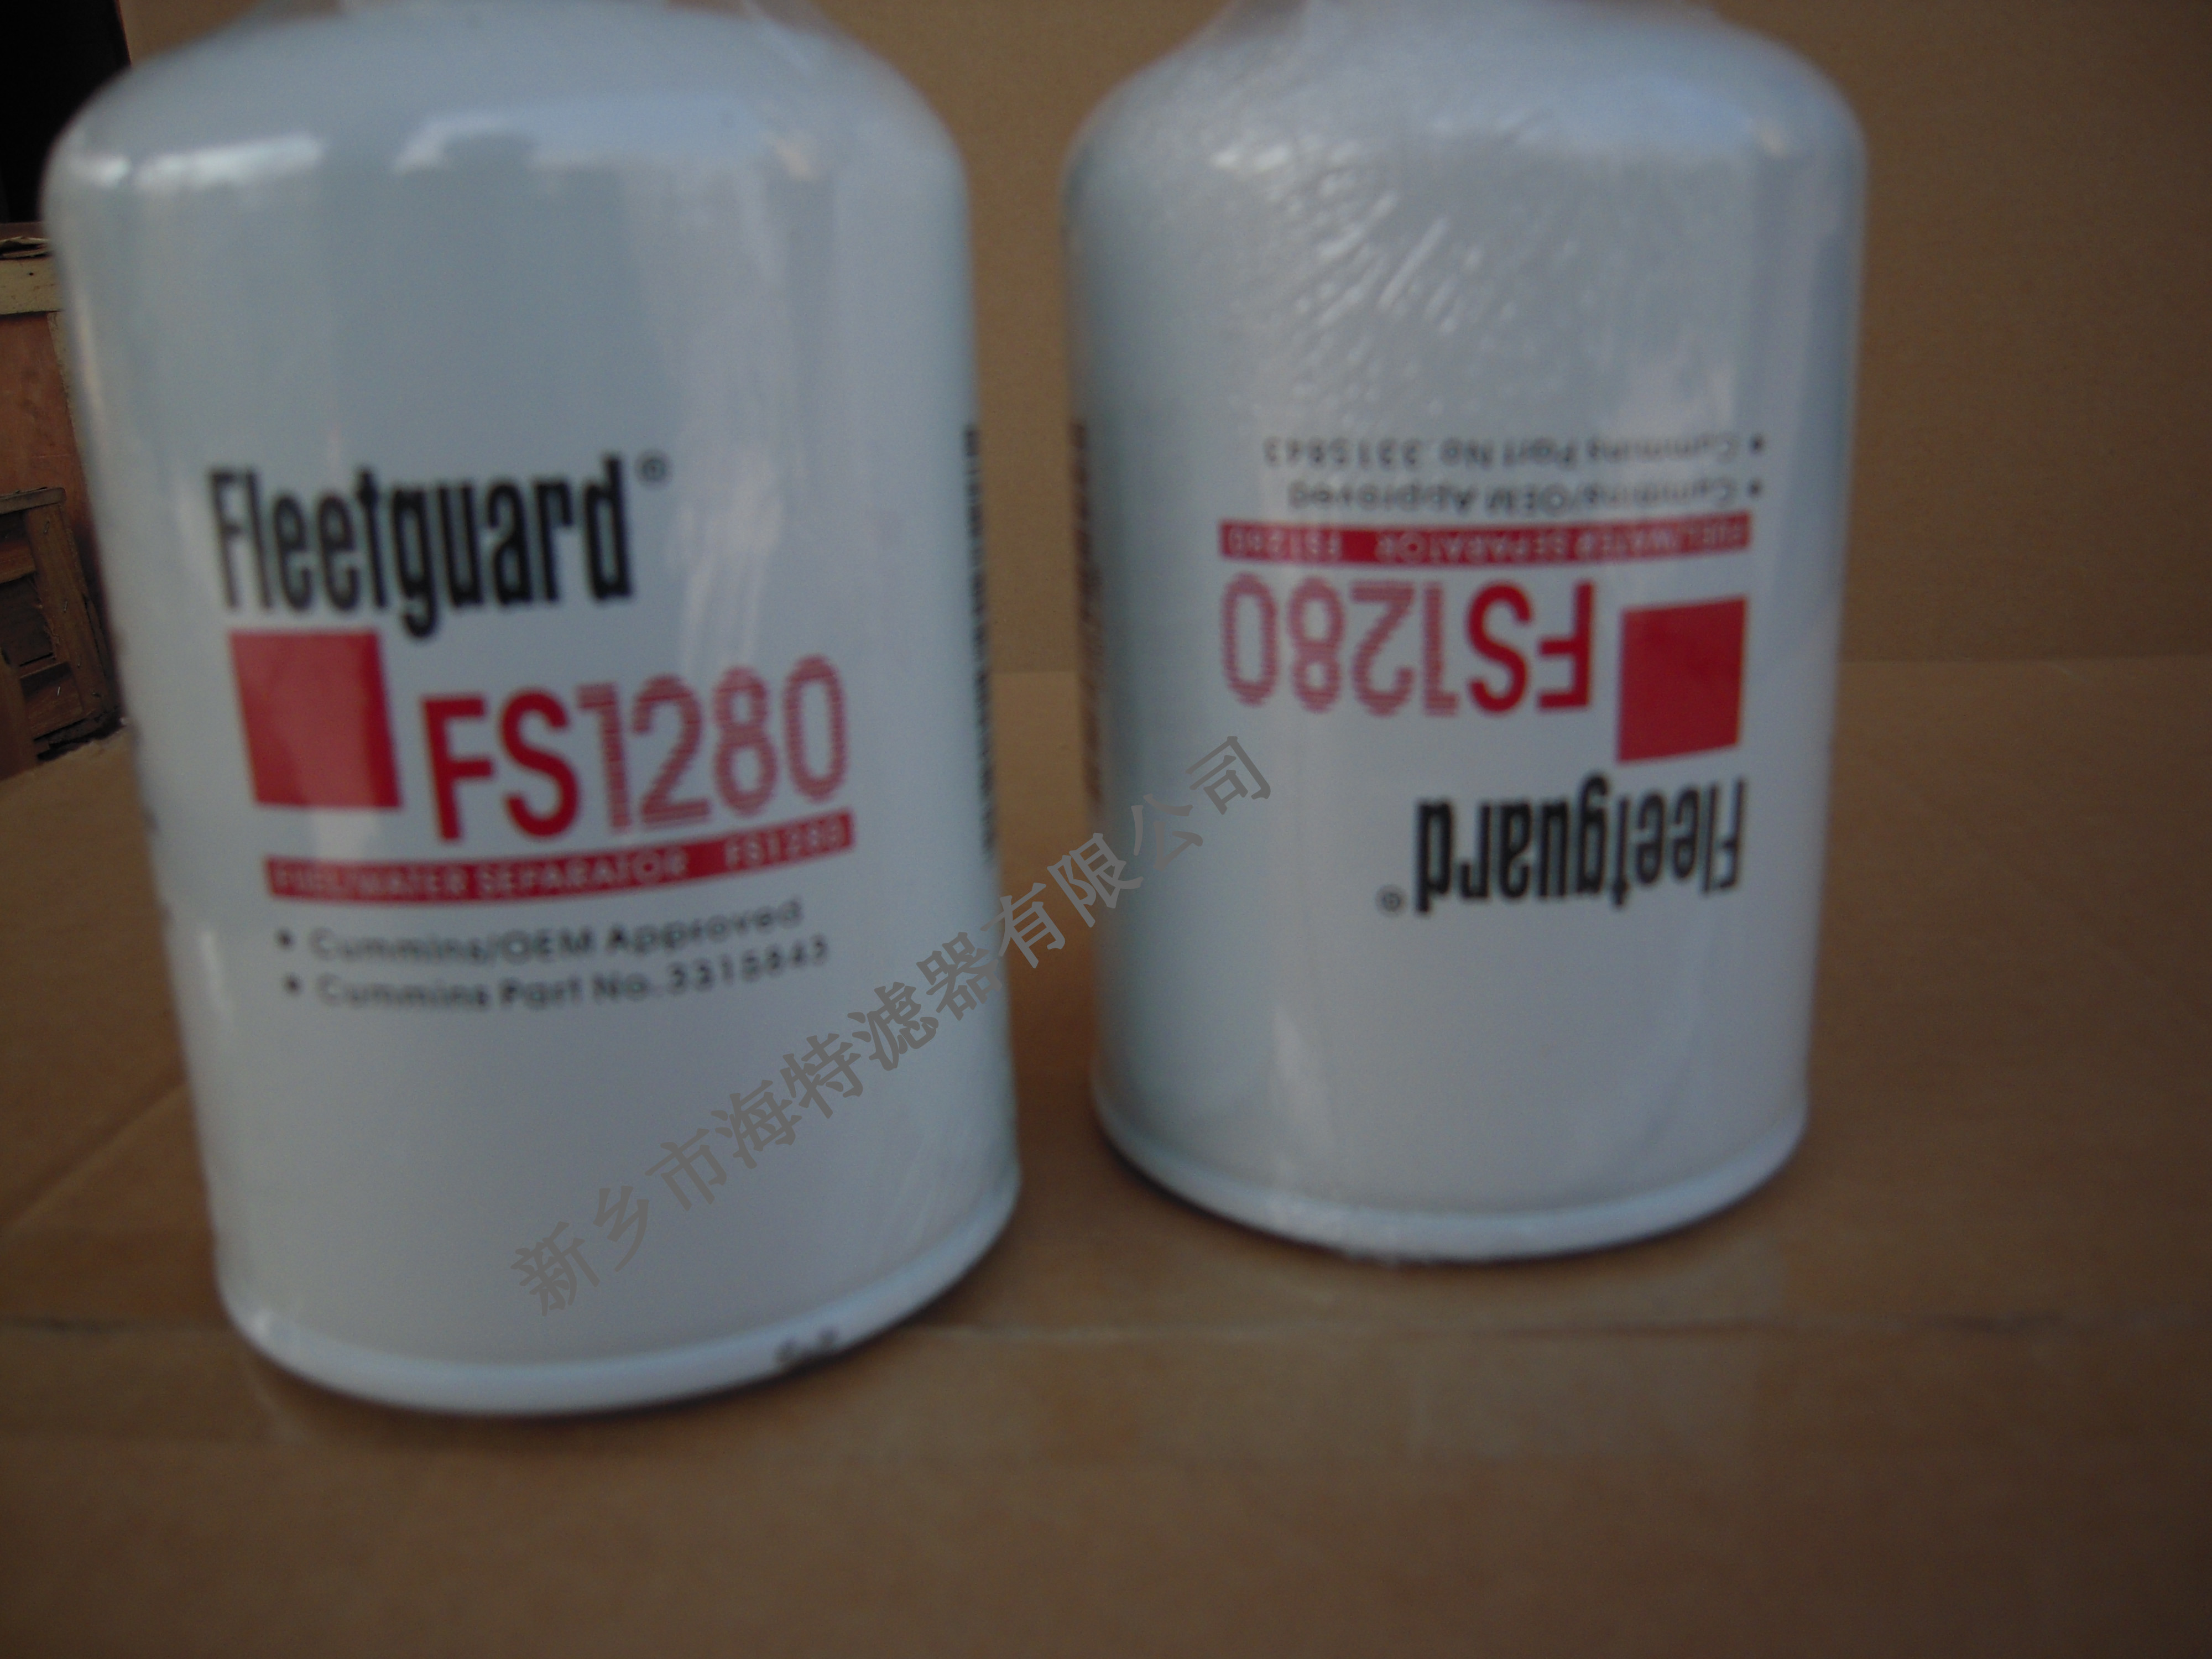 Fleetguard®
FS1280
FUEL/WATER SEPARATOR FS1280
• Cummins/OEM Approved
• Cummins Part No.3315843
Fleetguard®
FS1280
FUEL/WATER SEPARATOR FS1280
• Cummins/OEM Approved
• Cummins Part No.3315843
新乡市海特滤器有限公司